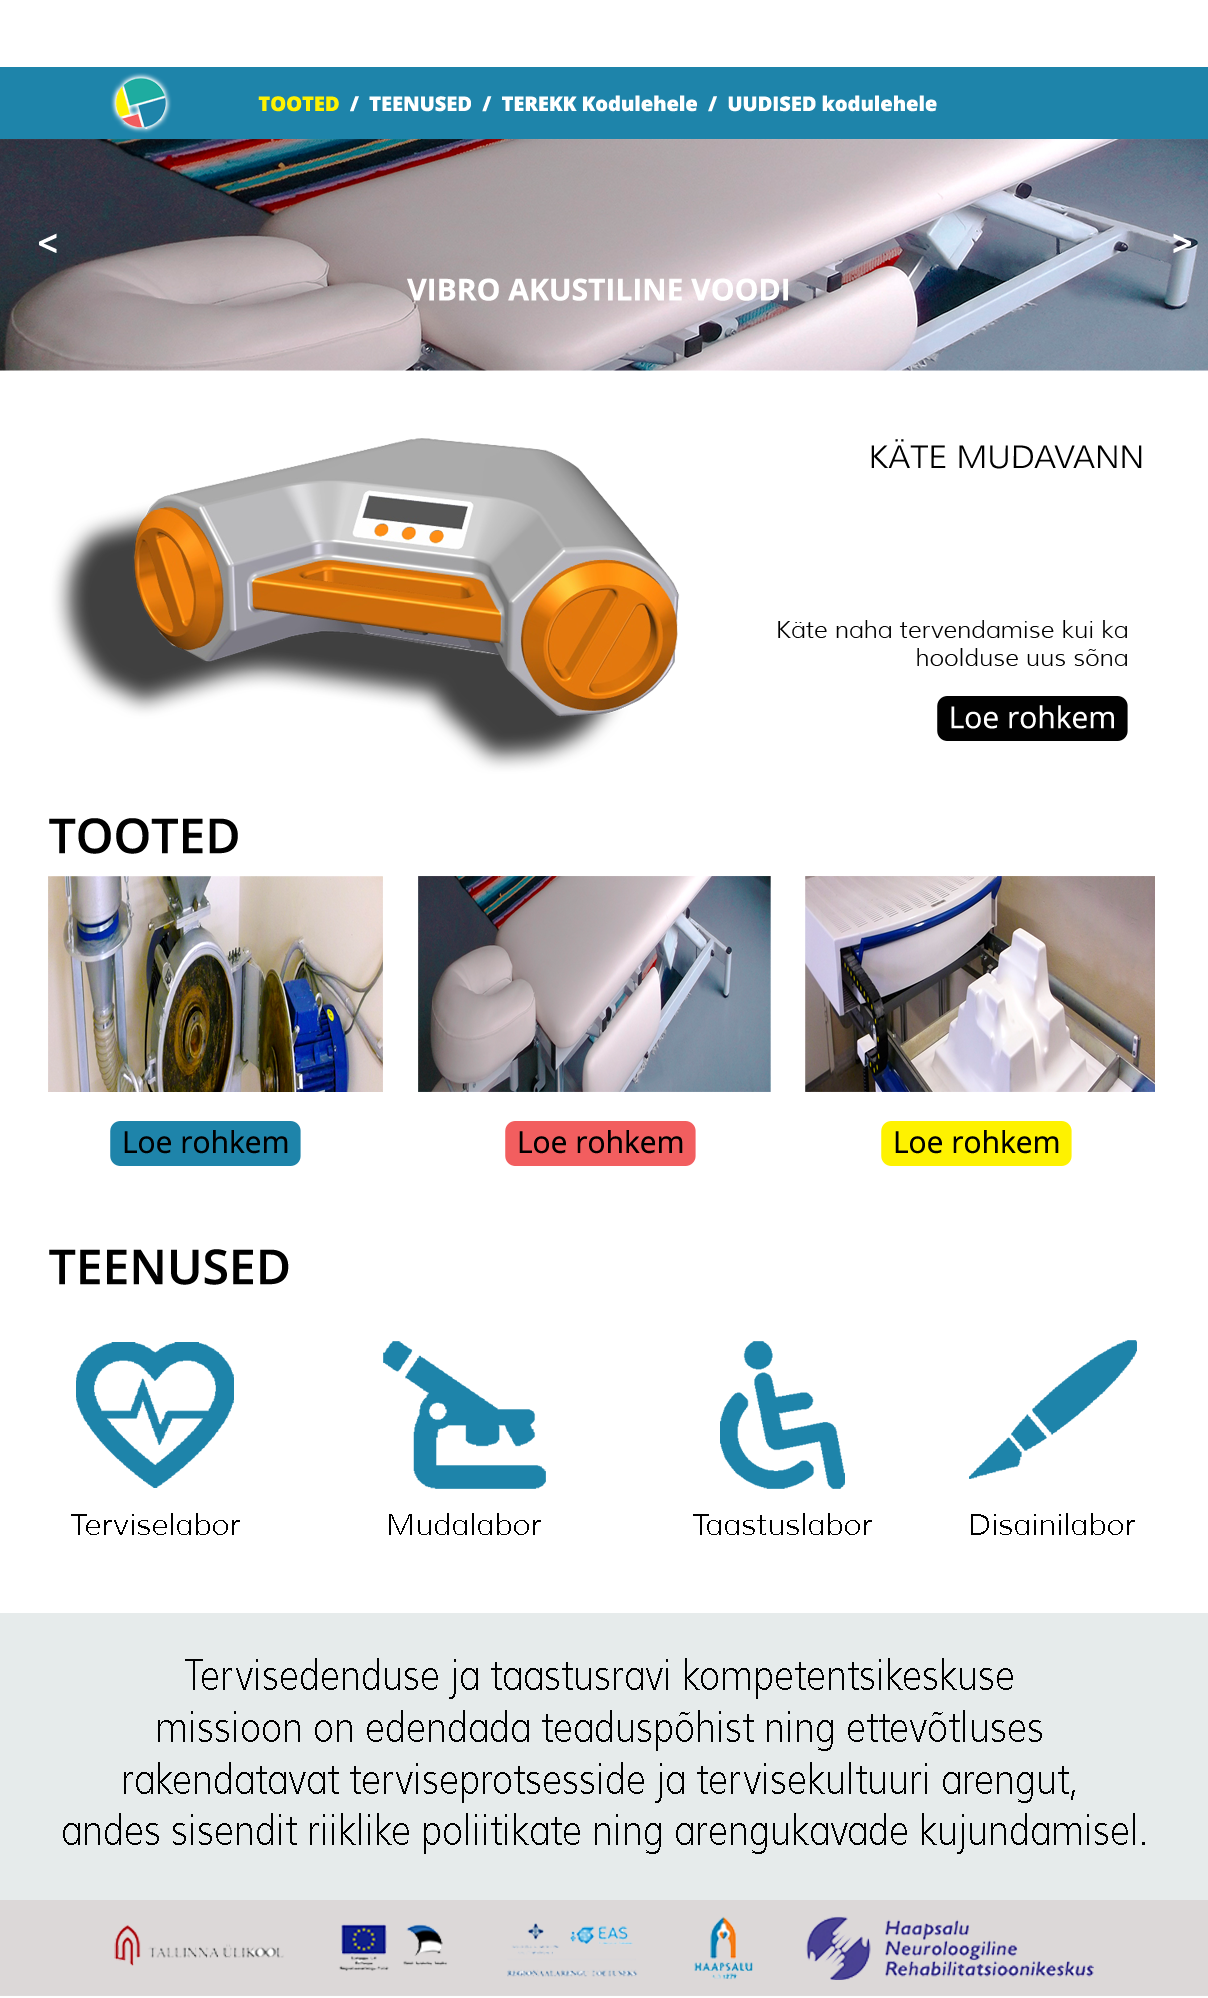 TOOTED / TEENUSED / TEREKK Kodulehele / UUDISED kodulehele
< >
VIBRO AKUSTILINE VOODI
KÄTE MUDAVANN
Käte naha tervendamise kui ka
hoolduse uus sõna
Loe rohkem
TOOTED
Loe rohkem Loe rohkem Loe rohkem
TEENUSED
Terviselabor Mudalabor Taastuslabor Disainilabor
Tervisedenduse ja taastusravi kompetentsikeskuse
missioon on edendada teaduspõhist ning ettevõtluses
rakendatavat terviseprotsesside ja tervisekultuuri arengut,
andes sisendit riiklike poliitikate ning arengukavade kujundamisel.
TALLINNA ÜLIKOOL
EAS
REGIONAALARENGU TOETUSEKS
HAAPSALU
1279
Haapsalu
Neuroloogiline
Rehabilitatsioonikeskus